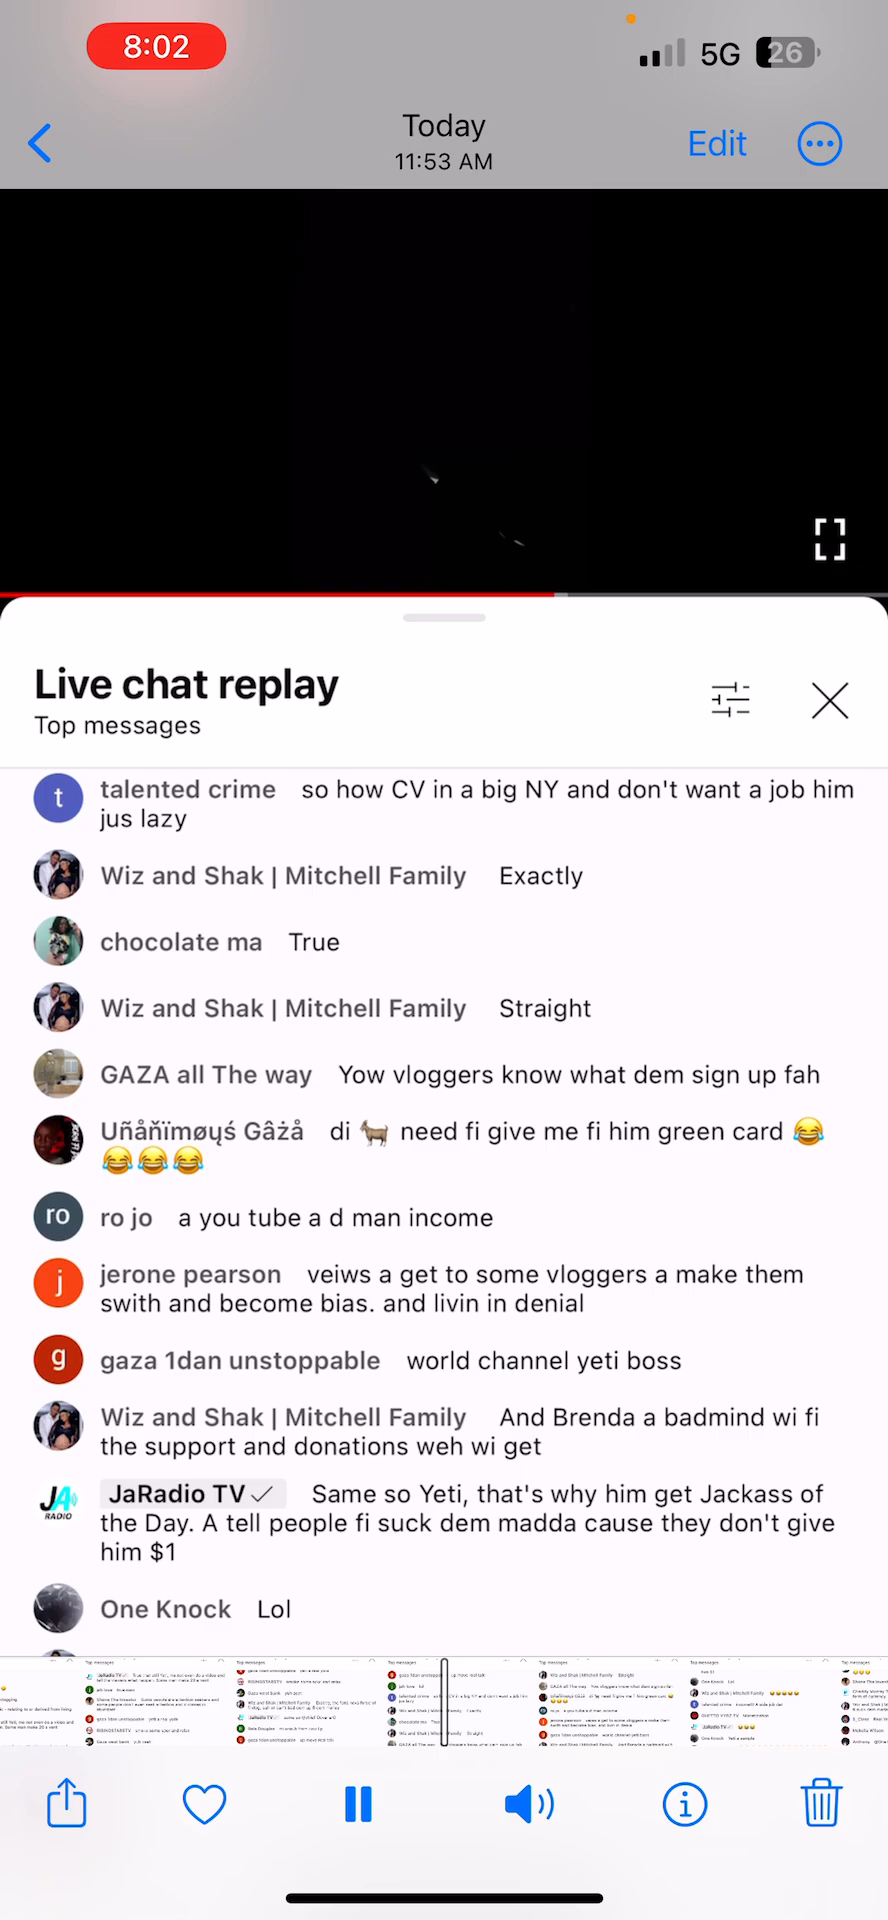 8:02
5G 26
Today
11:53 AM
Edit
Live chat replay
Top messages
t talented crime so how CV in a big NY and don't want a job him
jus lazy
Wiz and Shak | Mitchell Family Exactly
chocolate ma True
Wiz and Shak | Mitchell Family Straight
GAZA all The way Yow vloggers know what dem sign up fah
Uñåñïmøųś Gâżå di 🐐 need fi give me fi him green card 😂
😂😂😂
ro ro jo a you tube a d man income
j jerone pearson veiws a get to some vloggers a make them
swith and become bias. and livin in denial
g gaza 1dan unstoppable world channel yeti boss
Wiz and Shak | Mitchell Family And Brenda a badmind wi fi
the support and donations weh wi get
JA RADIO JaRadio TV✓ Same so Yeti, that's why him get Jackass of
the Day. A tell people fi suck dem madda cause they don't give
him $1
One Knock Lol